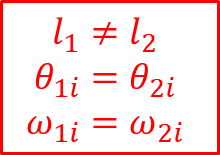 l₁ ≠ l₂
θ₁ᵢ = θ₂ᵢ
ω₁ᵢ = ω₂ᵢ